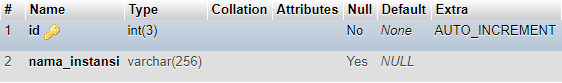 # Name Type Collation Attributes Null Default Extra
1 id int(3) No None AUTO_INCREMENT
2 nama_instansi varchar(256) Yes NULL